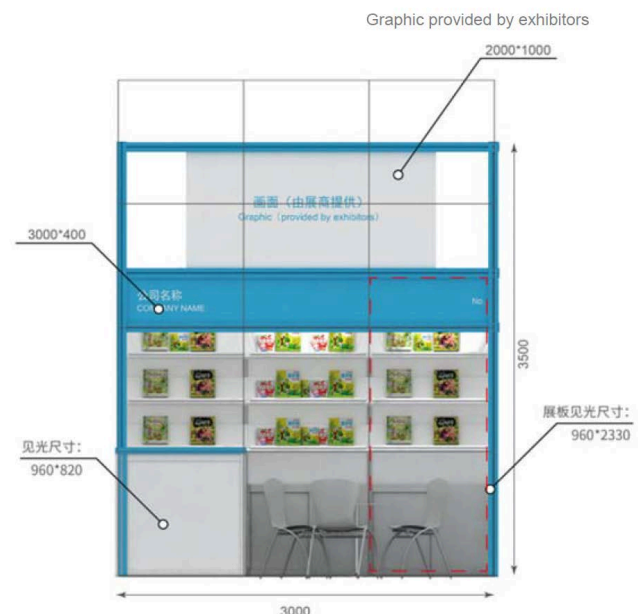 Graphic provided by exhibitors
2000*1000
画面（由展商提供）
Graphic（provided by exhibitors）
3000*400
公司名称
COMPANY NAME
No
3500
展板见光尺寸：
960*2330
见光尺寸：
960*820
3000